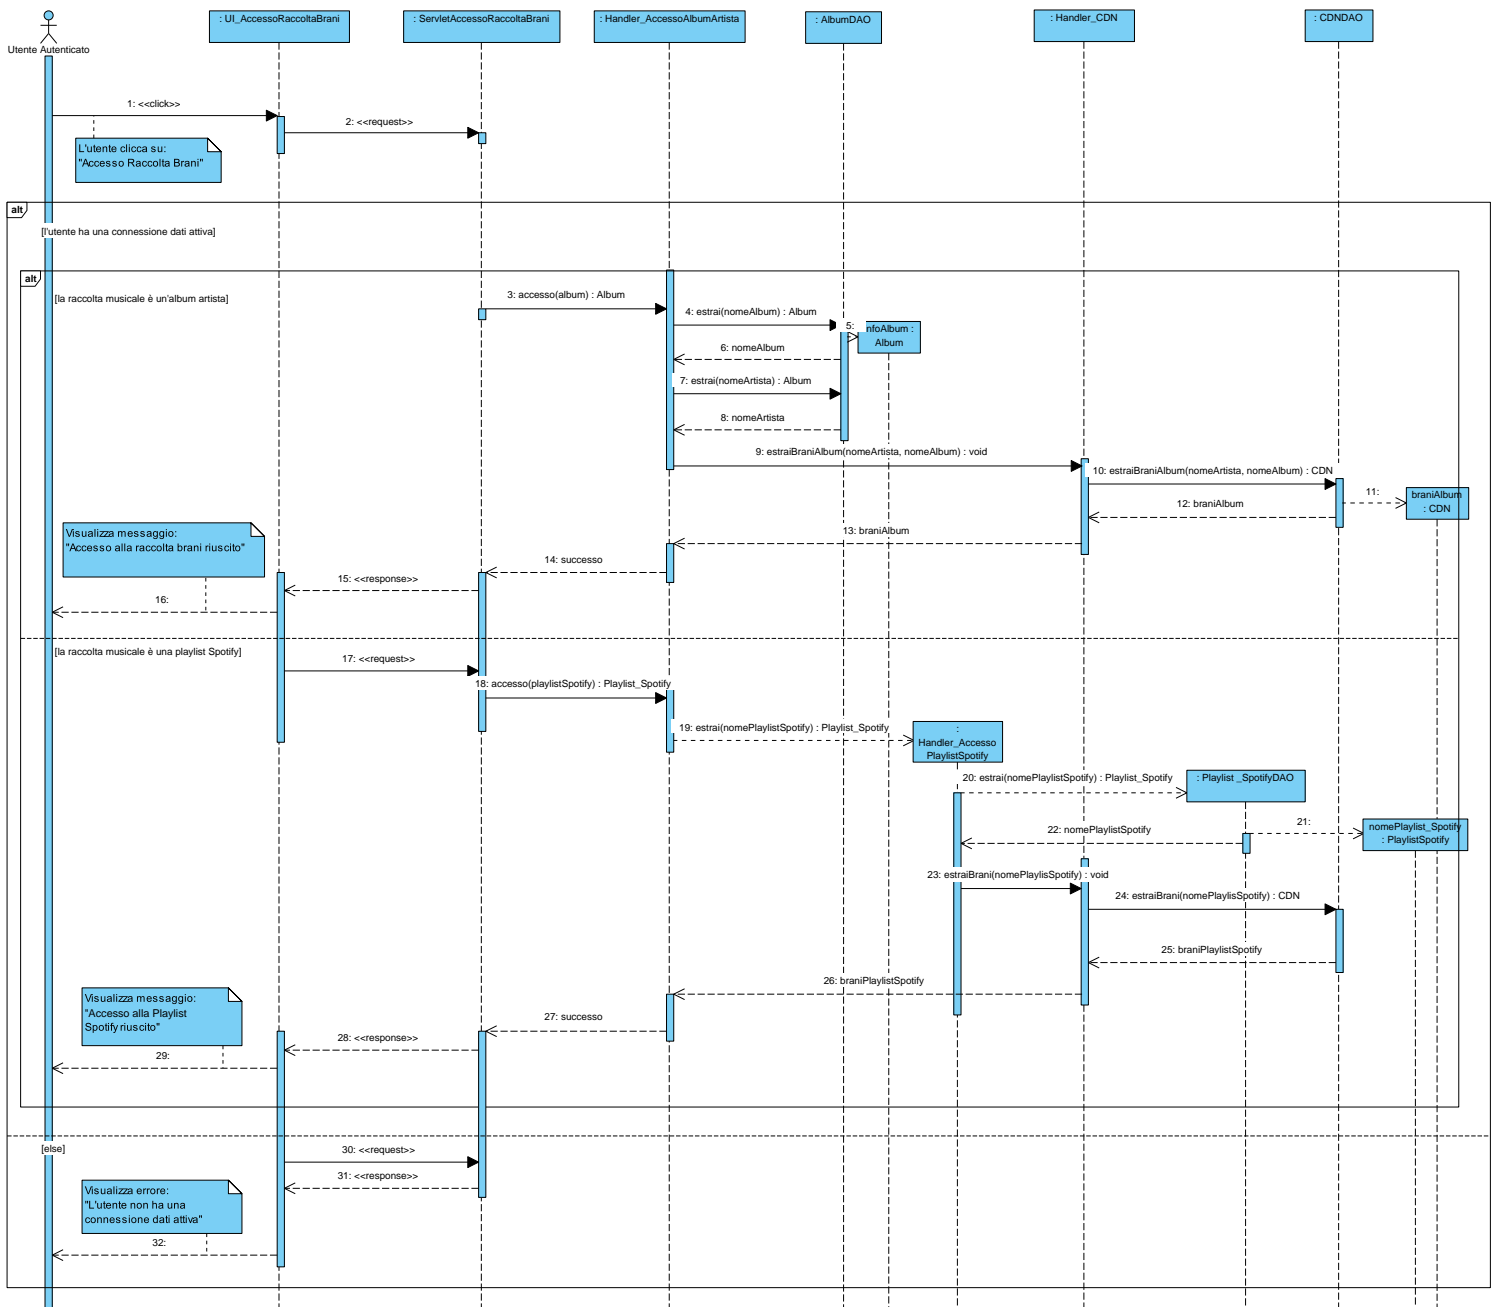 : UI_AccessoRaccoltaBrani
: ServletAccessoRaccoltaBrani
: Handler_AccessoAlbumArtista
: AlbumDAO
: Handler_CDN
: CDNDAO
Utente Autenticato
1: <<click>>
2: <<request>>
L'utente clicca su:
"Accesso Raccolta Brani"
alt
[l'utente ha una connessione dati attiva]
alt
[la raccolta musicale è un'album artista]
3: accesso(album) : Album
4: estrai(nomeAlbum) : Album
5:
nfoAlbum :
Album
6: nomeAlbum
7: estrai(nomeArtista) : Album
8: nomeArtista
9: estraiBraniAlbum(nomeArtista, nomeAlbum) : void
10: estraiBraniAlbum(nomeArtista, nomeAlbum) : CDN
11:
braniAlbum
: CDN
12: braniAlbum
13: braniAlbum
Visualizza messaggio:
"Accesso alla raccolta brani riuscito"
14: successo
15: <<response>>
16:
[la raccolta musicale è una playlist Spotify]
17: <<request>>
18: accesso(playlistSpotify) : Playlist_Spotify
19: estrai(nomePlaylistSpotify) : Playlist_Spotify
:
Handler_Accesso
PlaylistSpotify
20: estrai(nomePlaylistSpotify) : Playlist_Spotify
: Playlist _SpotifyDAO
21:
nomePlaylist_Spotify
: PlaylistSpotify
22: nomePlaylistSpotify
23: estraiBrani(nomePlaylisSpotify) : void
24: estraiBrani(nomePlaylisSpotify) : CDN
25: braniPlaylistSpotify
26: braniPlaylistSpotify
Visualizza messaggio:
"Accesso alla Playlist
Spotify riuscito"
27: successo
28: <<response>>
29:
[else]
30: <<request>>
31: <<response>>
Visualizza errore:
"L'utente non ha una
connessione dati attiva"
32: